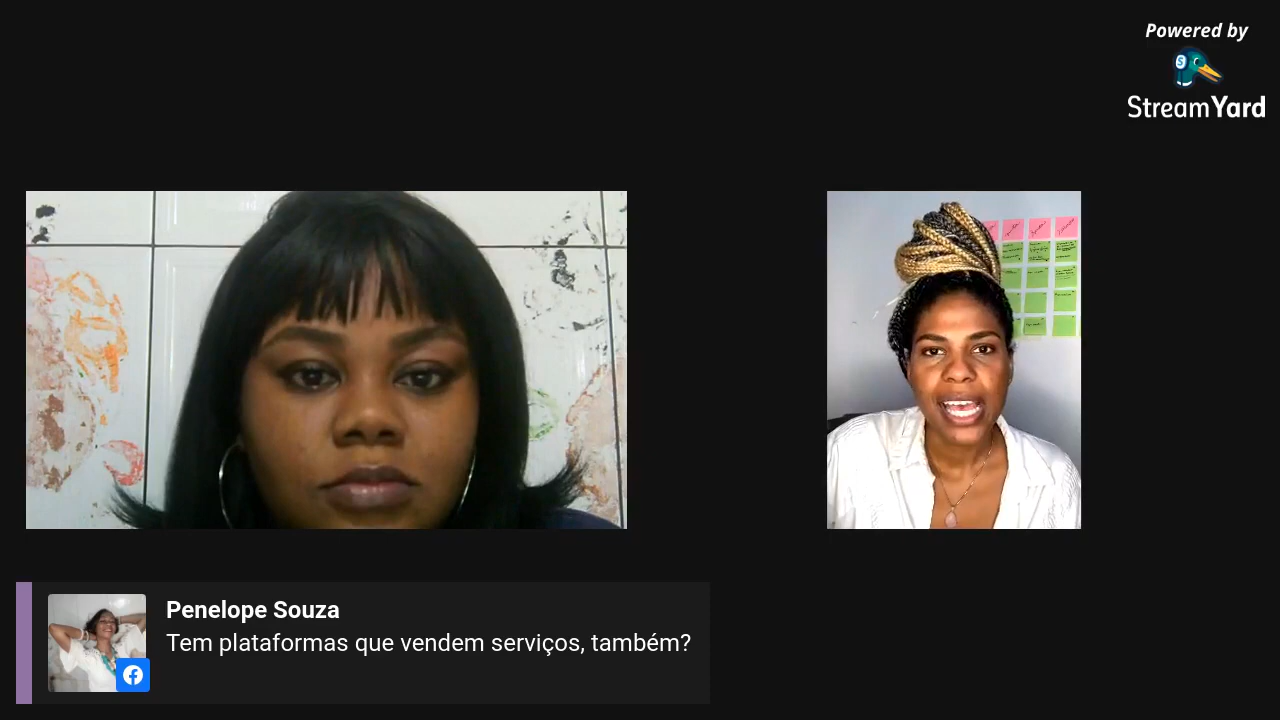 Powered by
StreamYard
Penelope Souza
Tem plataformas que vendem serviços, também?